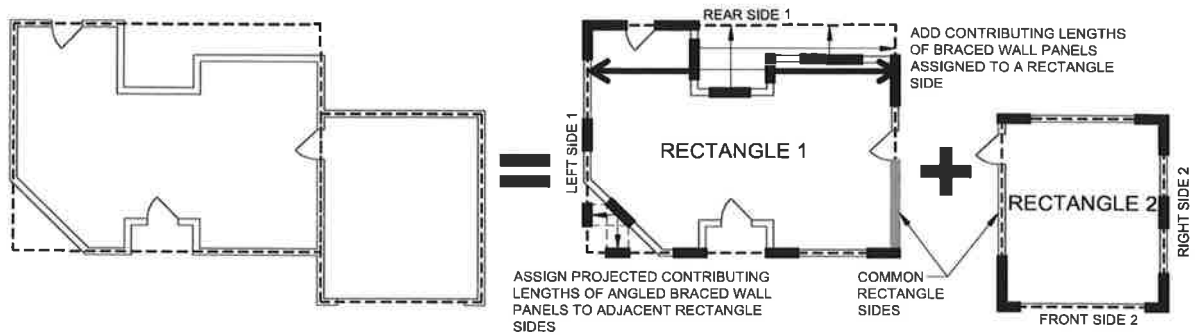 REAR SIDE 1
ADD CONTRIBUTING LENGTHS
OF BRACED WALL PANELS
ASSIGNED TO A RECTANGLE
SIDE
LEFT SIDE 1
RECTANGLE 1
RECTANGLE 2
RIGHT SIDE 2
ASSIGN PROJECTED CONTRIBUTING
LENGTHS OF ANGLED BRACED WALL
PANELS TO ADJACENT RECTANGLE
SIDES
COMMON
RECTANGLE
SIDES
FRONT SIDE 2